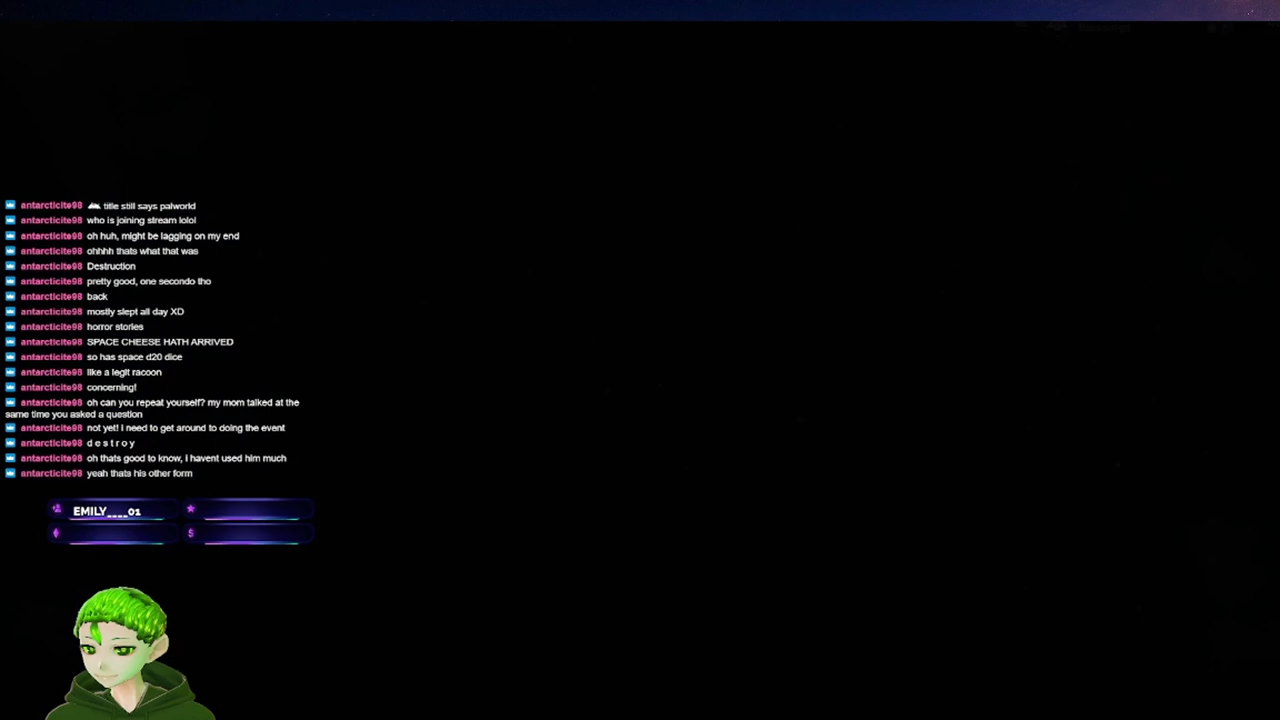 antarcticite98 title still says palworld
antarcticite98 who is joining stream lolol
antarcticite98 oh huh, might be lagging on my end
antarcticite98 ohhhh thats what that was
antarcticite98 Destruction
antarcticite98 pretty good, one secondo tho
antarcticite98 back
antarcticite98 mostly slept all day XD
antarcticite98 horror stories
antarcticite98 SPACE CHEESE HATH ARRIVED
antarcticite98 so has space d20 dice
antarcticite98 like a legit racoon
antarcticite98 concerning!
antarcticite98 oh can you repeat yourself? my mom talked at the
same time you asked a question
antarcticite98 not yet! i need to get around to doing the event
antarcticite98 d e s t r o y
antarcticite98 oh thats good to know, i havent used him much
antarcticite98 yeah thats his other form
EMILY____01
$